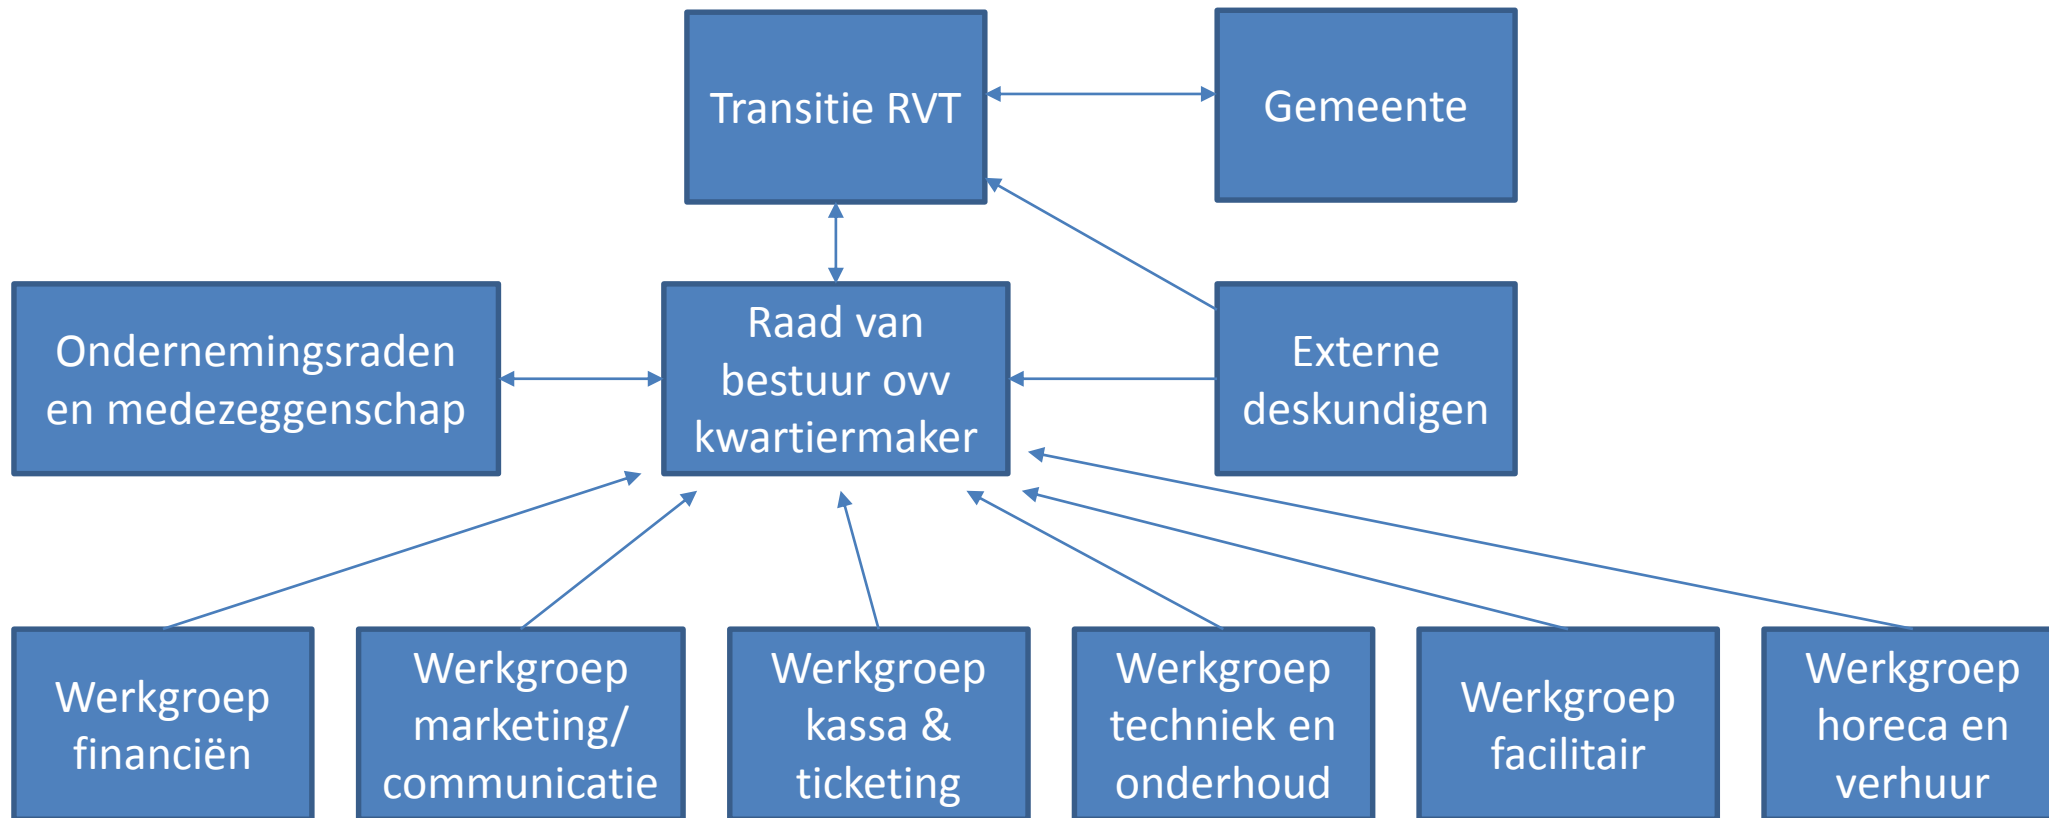 Transitie RVT
Gemeente
Ondernemingsraden
en medezeggenschap
Raad van
bestuur ovv
kwartiermaker
Externe
deskundigen
Werkgroep
financiën
Werkgroep
marketing/
communicatie
Werkgroep
kassa &
ticketing
Werkgroep
techniek en
onderhoud
Werkgroep
facilitair
Werkgroep
horeca en
verhuur